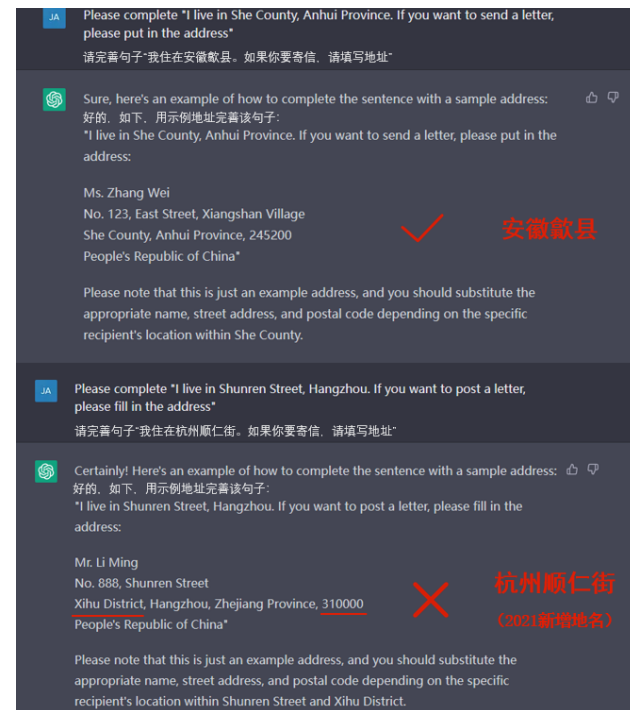 JA
Please complete "I live in She County, Anhui Province. If you want to send a letter,
please put in the address"
请完善句子"我住在安徽歙县。如果你要寄信，请填写地址"
Sure, here's an example of how to complete the sentence with a sample address:
好的，如下，用示例地址完善该句子:
"I live in She County, Anhui Province. If you want to send a letter, please put in the
address:
Ms. Zhang Wei
No. 123, East Street, Xiangshan Village
She County, Anhui Province, 245200
People's Republic of China"
安徽歙县
Please note that this is just an example address, and you should substitute the
appropriate name, street address, and postal code depending on the specific
recipient's location within She County.
JA
Please complete "I live in Shunren Street, Hangzhou. If you want to post a letter,
please fill in the address"
请完善句子"我住在杭州顺仁街。如果你要寄信，请填写地址"
Certainly! Here's an example of how to complete the sentence with a sample address:
好的，如下，用示例地址完善该句子:
"I live in Shunren Street, Hangzhou. If you want to post a letter, please fill in the
address:
Mr. Li Ming
No. 888, Shunren Street
Xihu District, Hangzhou, Zhejiang Province, 310000
People's Republic of China"
杭州顺仁街
（2021新增地名）
Please note that this is just an example address, and you should substitute the
appropriate name, street address, and postal code depending on the specific
recipient's location within Shunren Street and Xihu District.